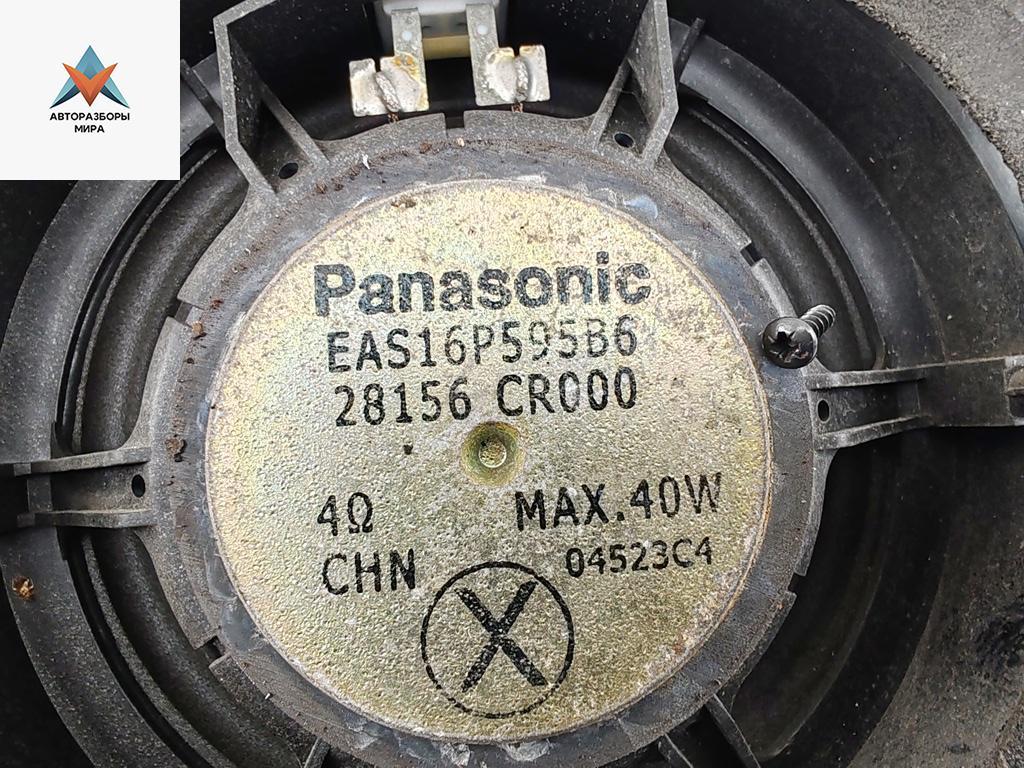 АВТОРАЗБОРЫ
МИРА
Panasonic
EAS16P595B6
28156 CR000
4Ω MAX.40W
CHN 04523C4
X